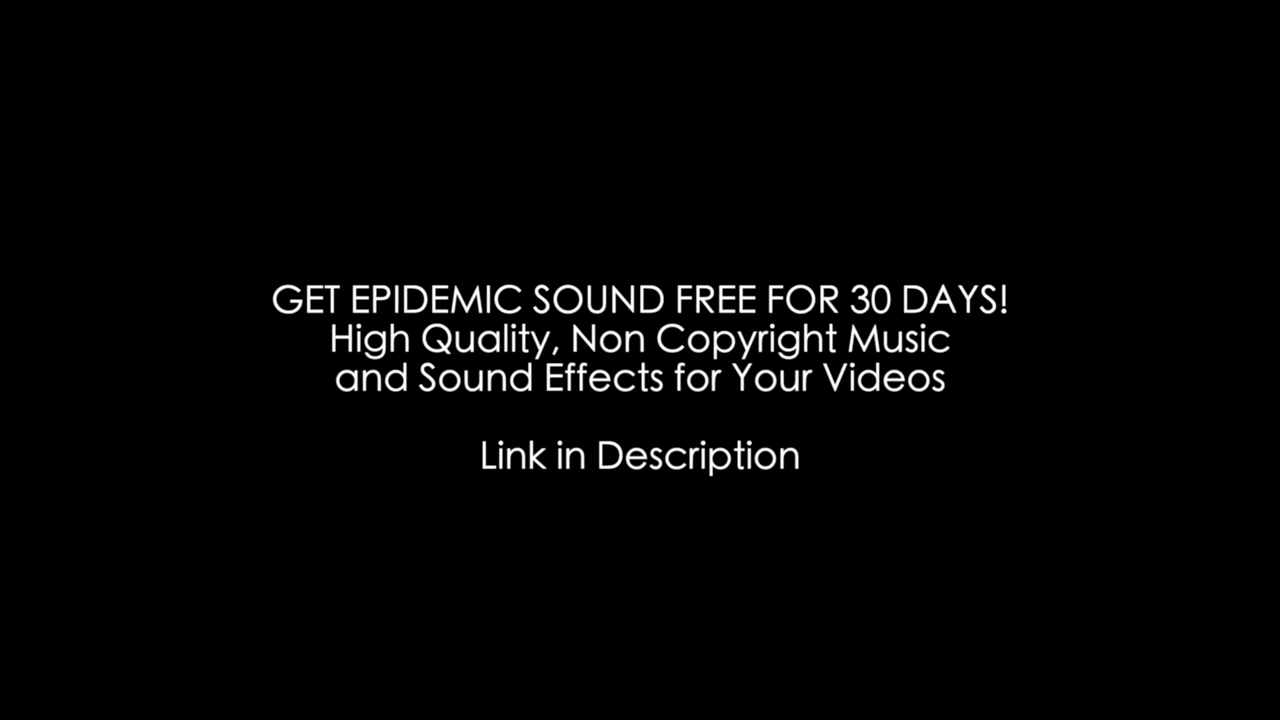 GET EPIDEMIC SOUND FREE FOR 30 DAYS!
High Quality, Non Copyright Music
and Sound Effects for Your Videos
Link in Description